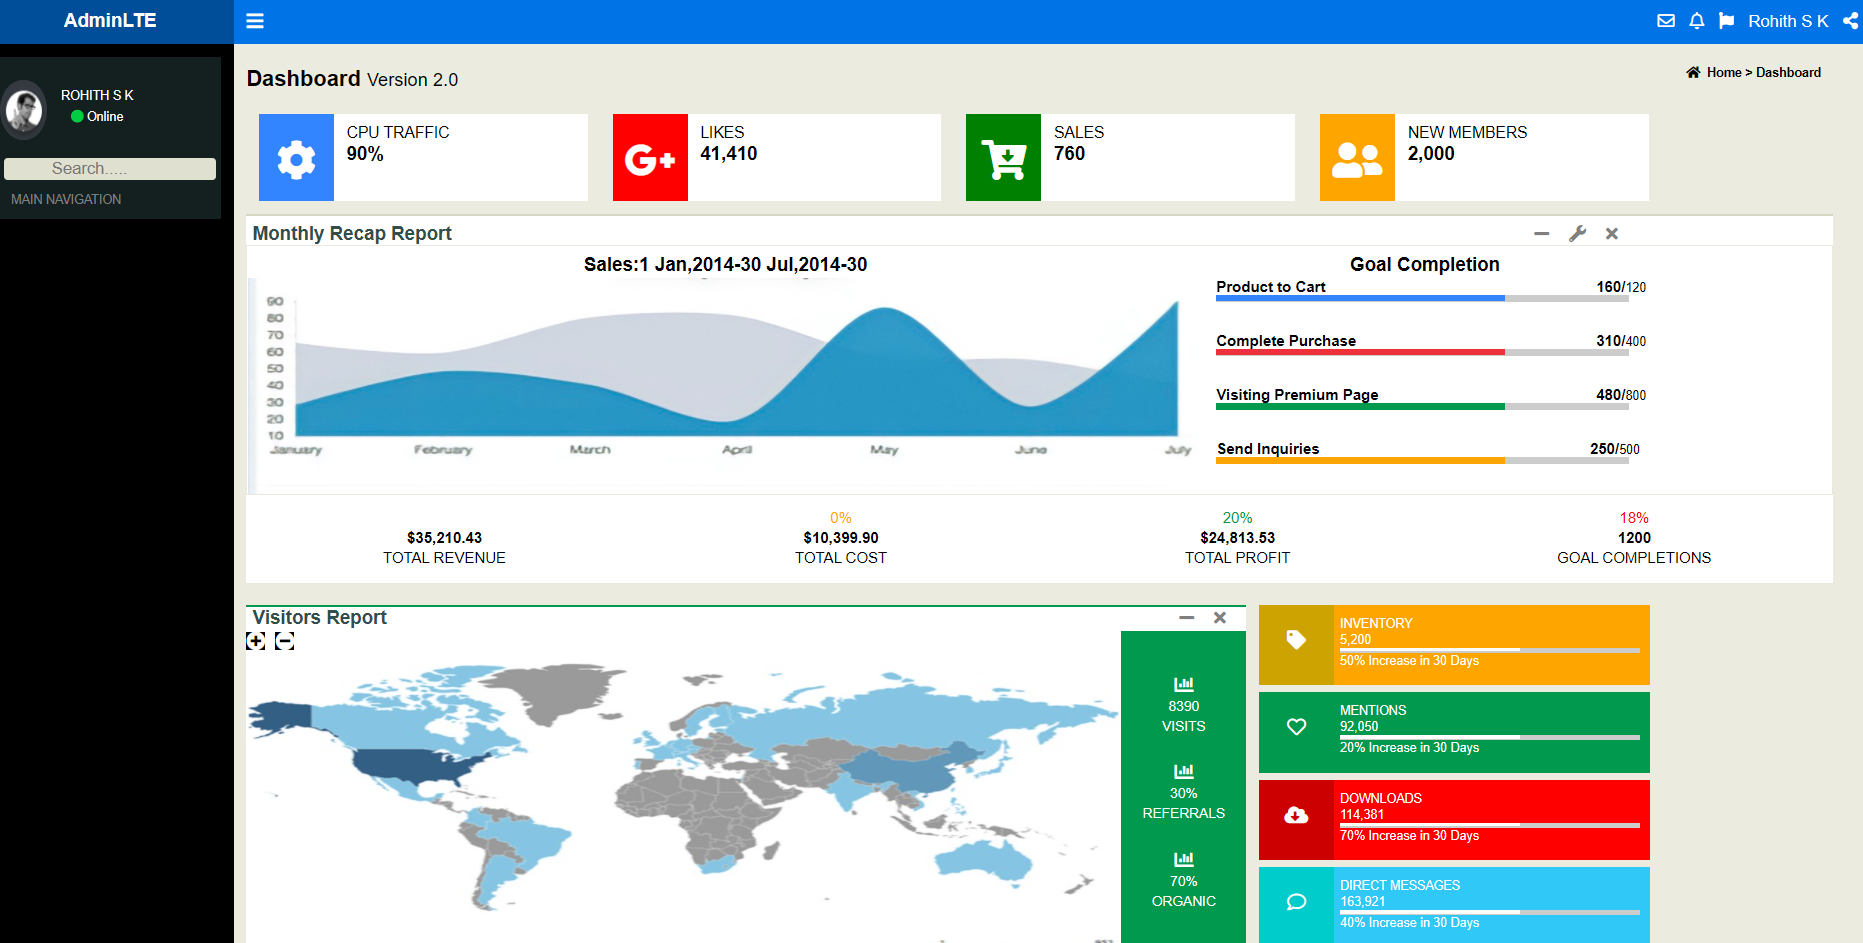 AdminLTE
Rohith S K
ROHITH S K
Online
Search.....
MAIN NAVIGATION
Dashboard Version 2.0
Home > Dashboard
CPU TRAFFIC
90%
G+
LIKES
41,410
SALES
760
NEW MEMBERS
2,000
Monthly Recap Report
Sales:1 Jan,2014-30 Jul,2014-30
90
80
70
60
50
40
30
20
10
January February March April May June July
Goal Completion
Product to Cart 160/120
Complete Purchase 310/400
Visiting Premium Page 480/800
Send Inquiries 250/500
$35,210.43
TOTAL REVENUE
0%
$10,399.90
TOTAL COST
20%
$24,813.53
TOTAL PROFIT
18%
1200
GOAL COMPLETIONS
Visitors Report
8390
VISITS
30%
REFERRALS
70%
ORGANIC
INVENTORY
5,200
50% Increase in 30 Days
MENTIONS
92,050
20% Increase in 30 Days
DOWNLOADS
114,381
70% Increase in 30 Days
DIRECT MESSAGES
163,921
40% Increase in 30 Days